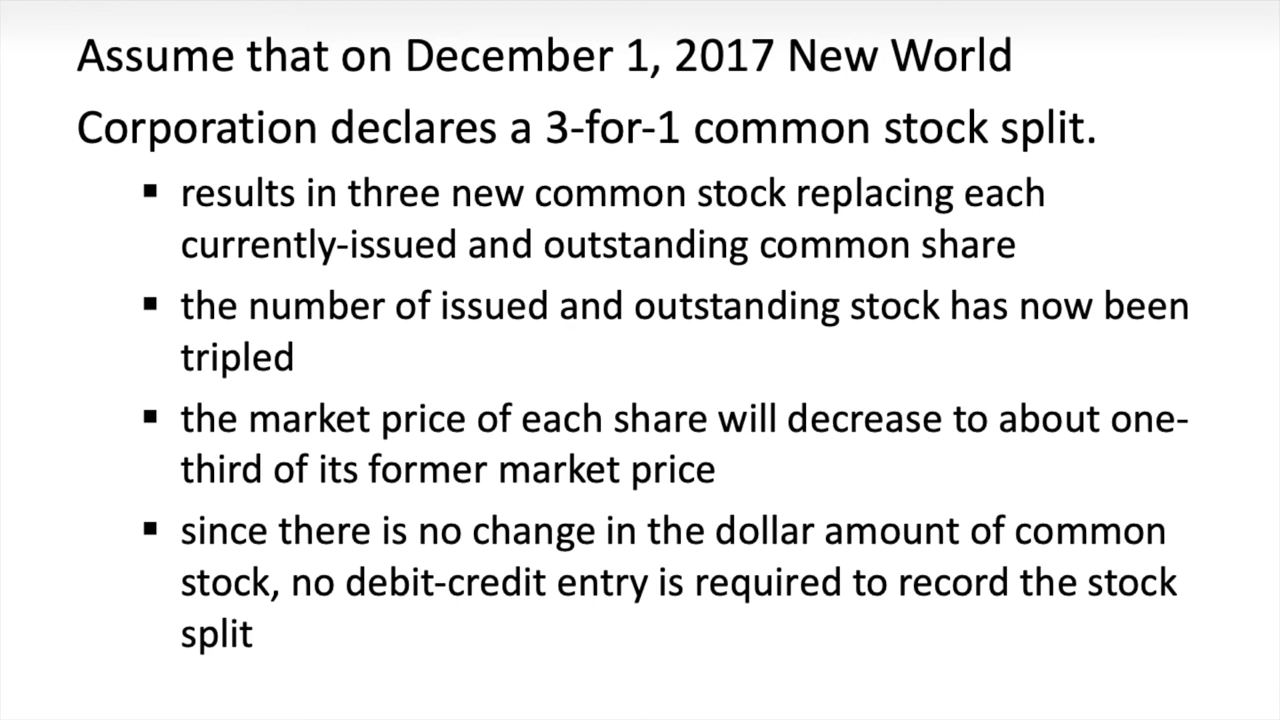 Assume that on December 1, 2017 New World
Corporation declares a 3-for-1 common stock split.
▪ results in three new common stock replacing each
currently-issued and outstanding common share
▪ the number of issued and outstanding stock has now been
tripled
▪ the market price of each share will decrease to about one-
third of its former market price
▪ since there is no change in the dollar amount of common
stock, no debit-credit entry is required to record the stock
split